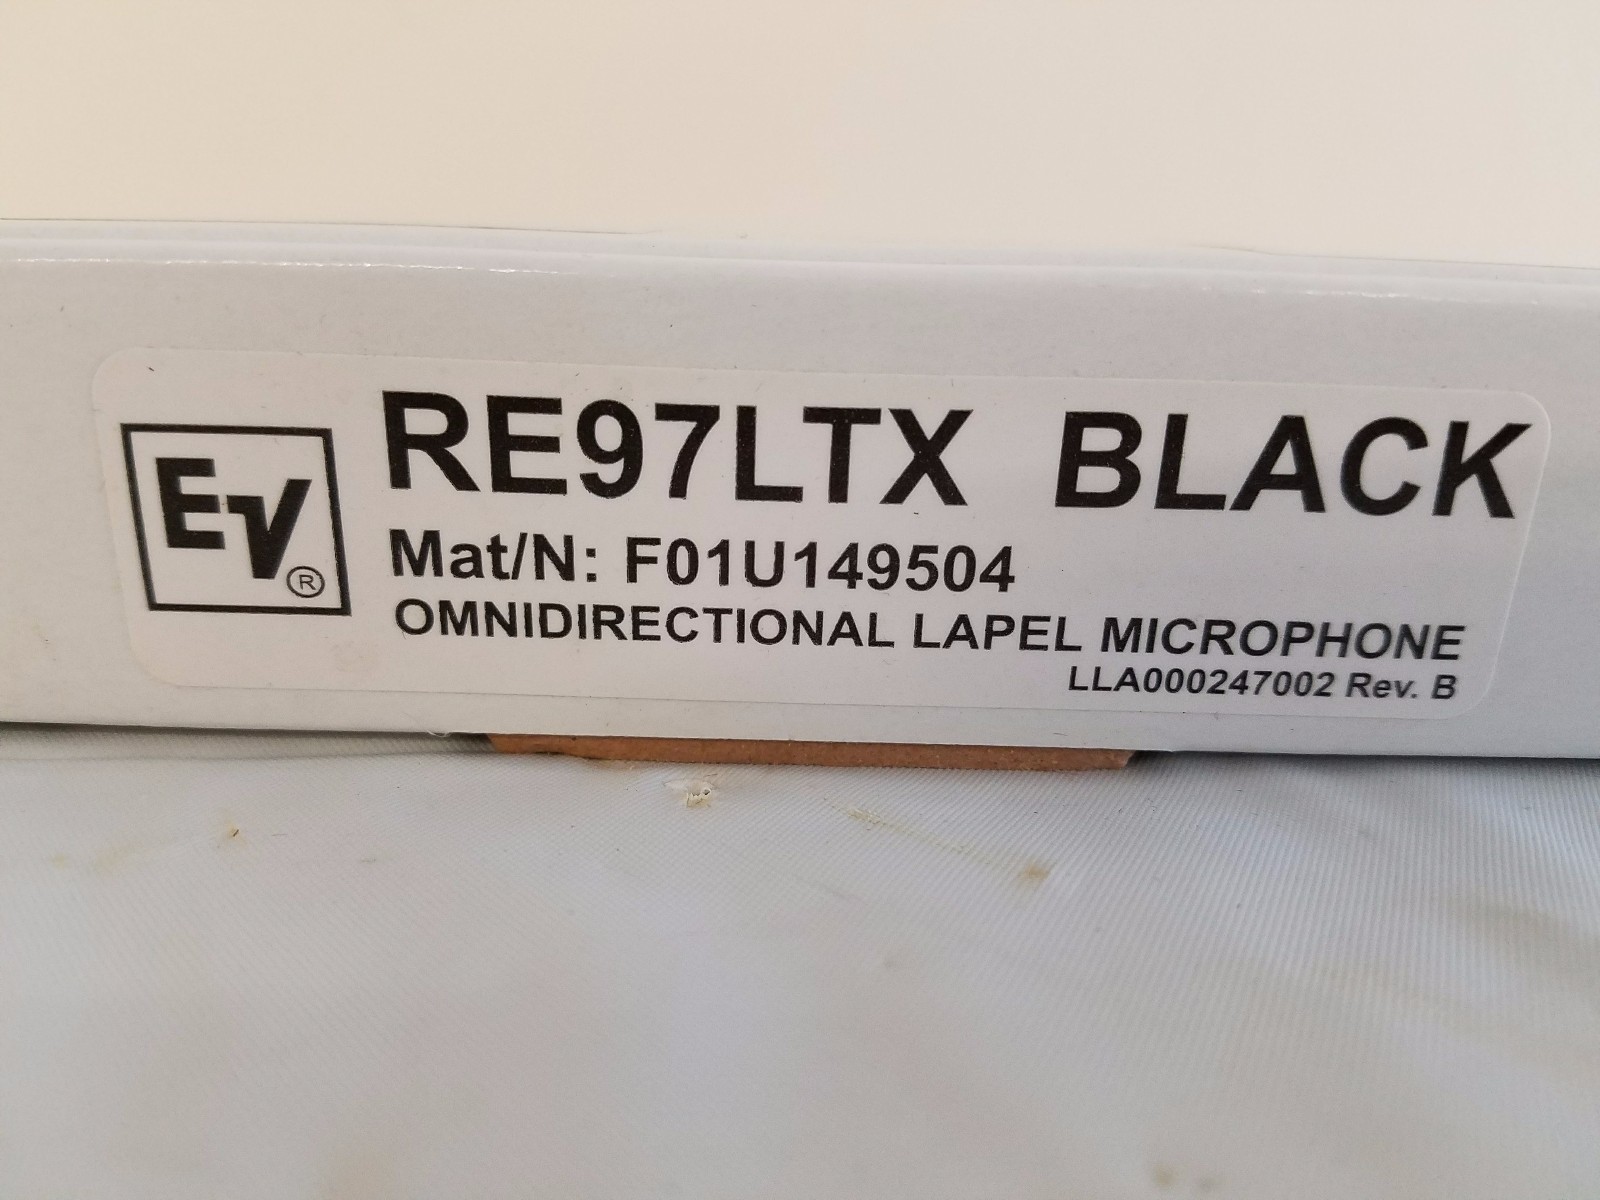 EV®
RE97LTX BLACK
Mat/N: F01U149504
OMNIDIRECTIONAL LAPEL MICROPHONE
LLA000247002 Rev. B